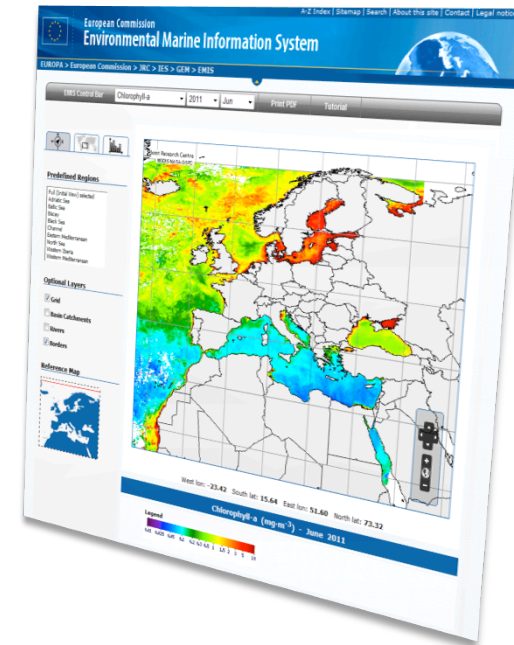 A-Z Index | Sitemap | Search | About this site | Contact | Legal notice
European Commission
Environmental Marine Information System
EUROPA > European Commission > JRC > IES > GEM > EMIS
EMIS Control Bar Chlorophyll-a 2011 Jun Print PDF Tutorial
Predefined Regions
Full [Initial View] selected
Adriatic Sea
Baltic Sea
Biscay
Black Sea
Channel
Eastern Mediterranean
North Sea
Western Iberia
Western Mediterranean
Optional Layers
Grid
Basin Catchments
Rivers
Borders
Reference Map
Research Centre
West lon: -23.42 South lat: 15.64 East lon: 51.60 North lat: 73.32
Chlorophyll-a (mg·m-3) - June 2011
Legend